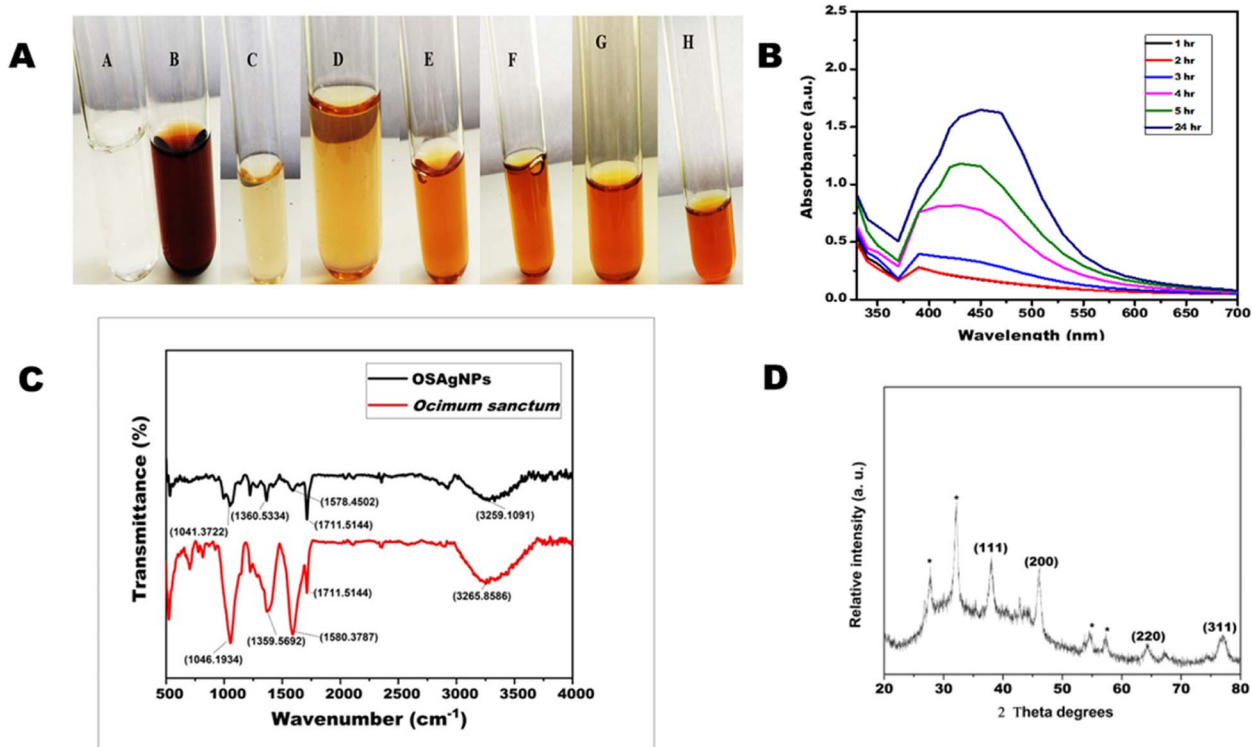 A
A B C D E F G H
B
2.5
2.0
1.5
1.0
0.5
0.0
Absorbance (a.u.)
1 hr
2 hr
3 hr
4 hr
5 hr
24 hr
350 400 450 500 550 600 650 700
Wavelength (nm)
C
OSAgNPs
Ocimum sanctum
Transmittance (%)
(1578.4502)
(1360.5334)
(3259.1091)
(1041.3722)
(1711.5144)
(1711.5144)
(3265.8586)
(1359.5692)
(1580.3787)
(1046.1934)
500 1000 1500 2000 2500 3000 3500 4000
Wavenumber (cm⁻¹)
D
Relative intensity (a. u.)
*
*
(111)
(200)
* *
(220)
(311)
20 30 40 50 60 70 80
2 Theta degrees